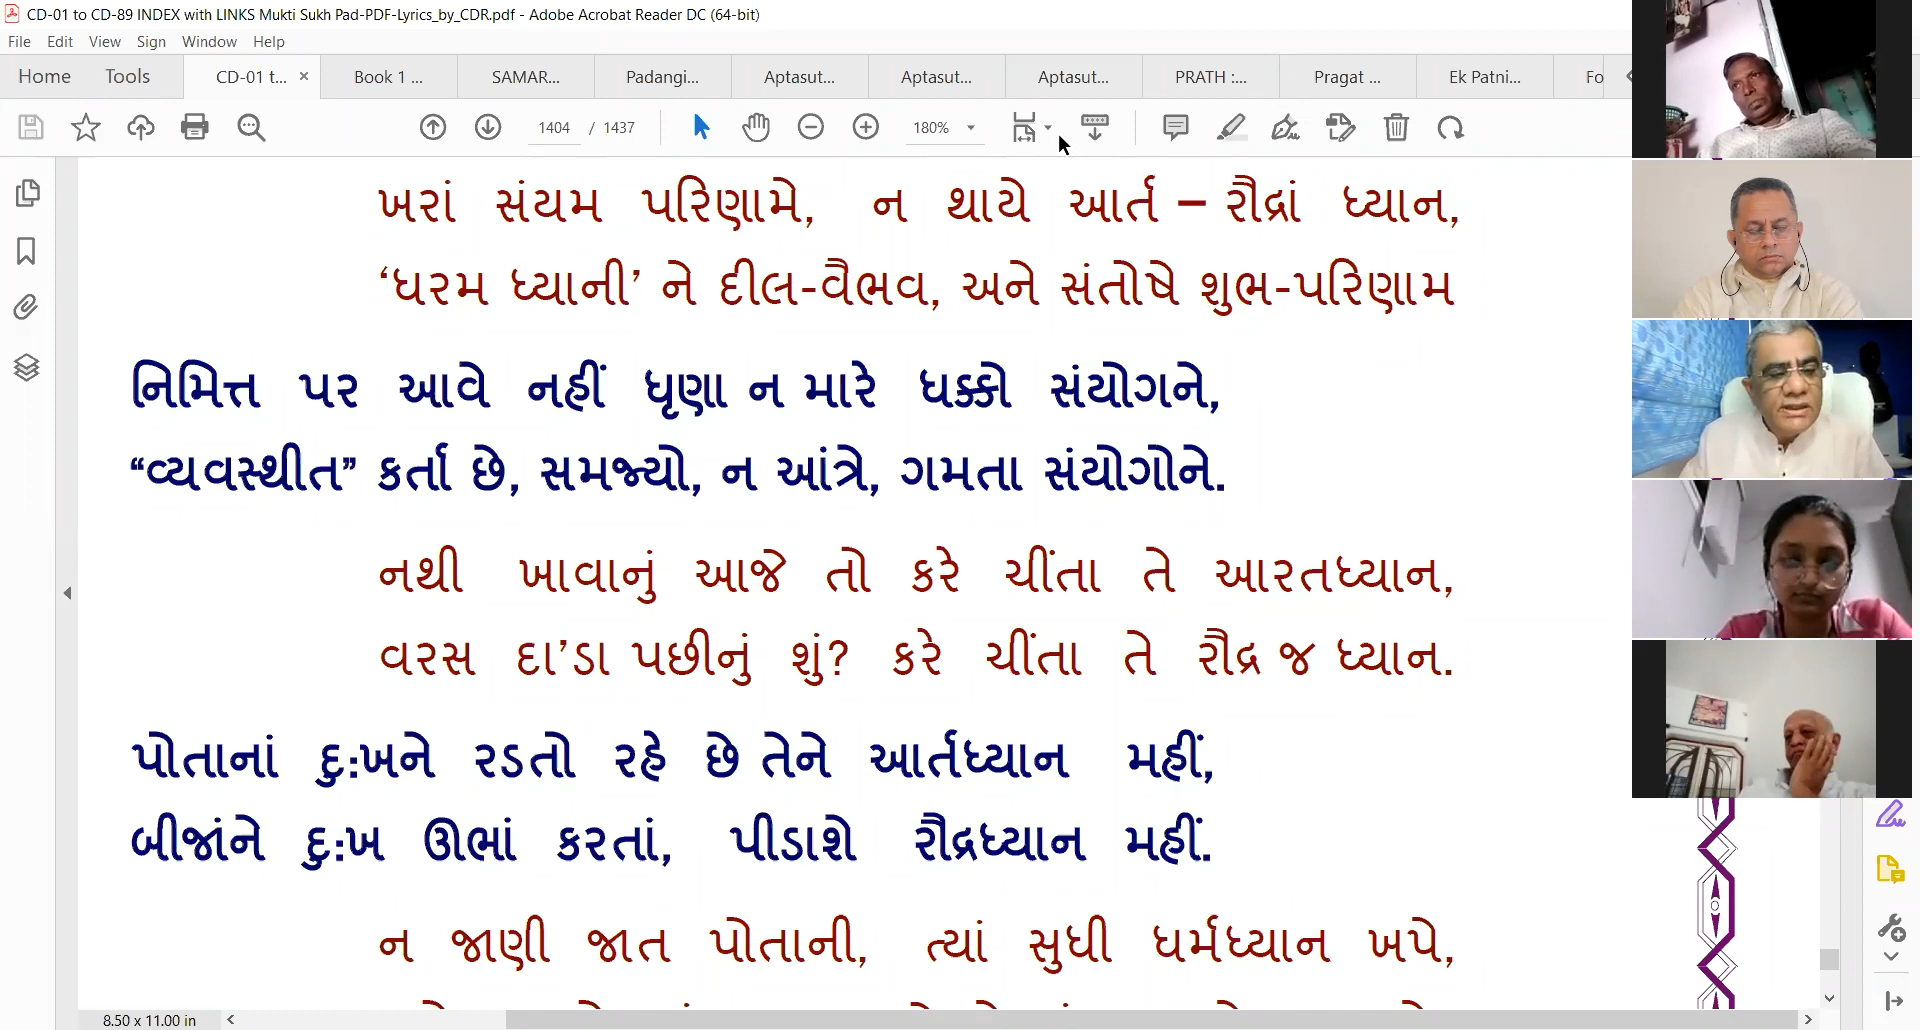 CD-01 to CD-89 INDEX with LINKS Mukti Sukh Pad-PDF-Lyrics_by_CDR.pdf - Adobe Acrobat Reader DC (64-bit)
File Edit View Sign Window Help
Home Tools CD-01 t... × Book 1 ... SAMAR... Padangi... Aptasut... Aptasut... Aptasut... PRATH :... Pragat ... Ek Patni... Fo
1404 / 1437 180%
ખરાં સંયમ પરિણામે, ન થાયે આર્ત – રૌદ્રાં ધ્યાન,
‘ધરમ ધ્યાની’ ને દીલ-વૈભવ, અને સંતોષે શુભ-પરિણામ
નિમિત્ત પર આવે નહીં ધૃણા ન મારે ધક્કો સંયોગને,
“વ્યવસ્થીત” કર્તા છે, સમજ્યો, ન આંત્રે, ગમતા સંયોગોને.
નથી ખાવાનું આજે તો કરે ચીંતા તે આરતધ્યાન,
વરસ દા’ડા પછીનું શું? કરે ચીંતા તે રૌદ્ર જ ધ્યાન.
પોતાનાં દુઃખને રડતો રહે છે તેને આર્તધ્યાન મહીં,
બીજાંને દુઃખ ઊભાં કરતાં, પીડાશે રૌદ્રધ્યાન મહીં.
ન જાણી જાત પોતાની, ત્યાં સુધી ધર્મધ્યાન ખપે,
8.50 x 11.00 in